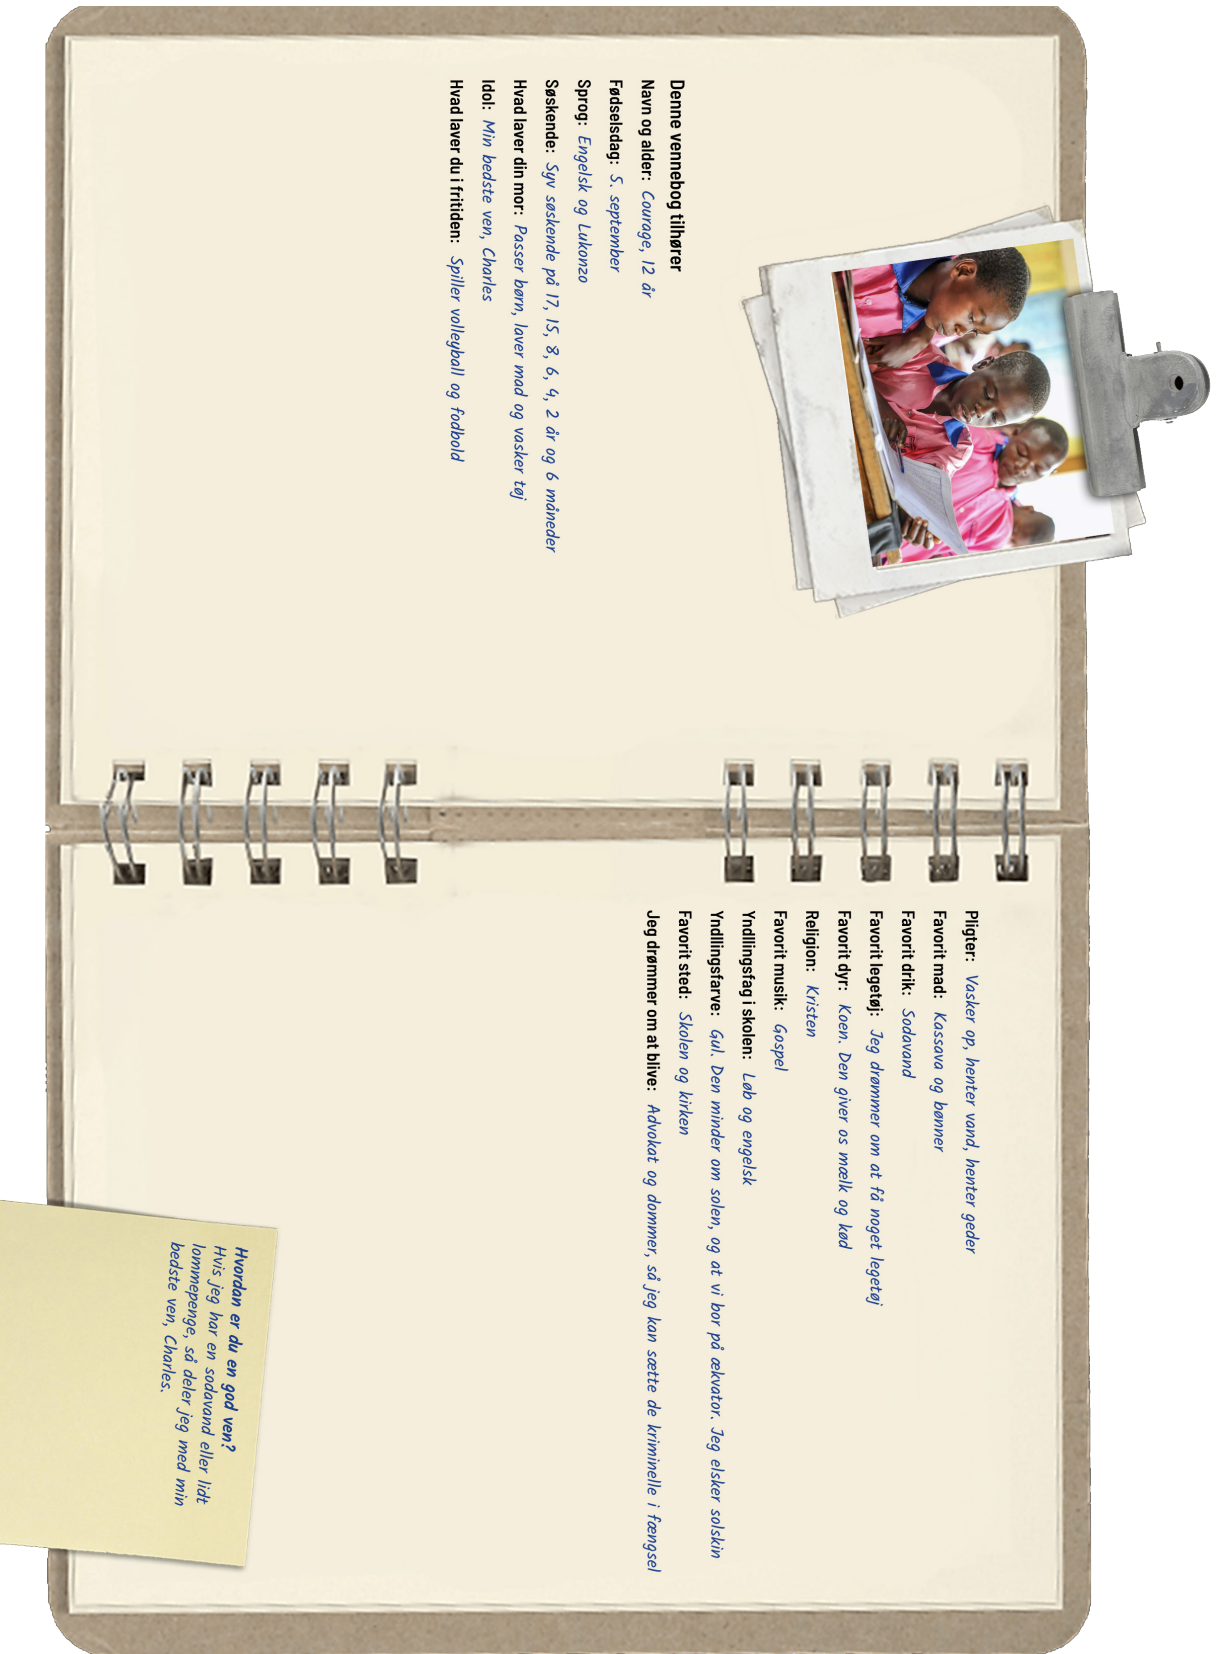 Denne vennebog tilhører
Navn og alder: Courage, 12 år
Fødselsdag: 5. september
Sprog: Engelsk og Lukonzo
Søskende: Syv søskende på 17, 15, 8, 6, 4, 2 år og 6 måneder
Hvad laver din mor: Passer børn, laver mad og vasker tøj
Idol: Min bedste ven, Charles
Hvad laver du i fritiden: Spiller volleyball og fodbold
Pligter: Vasker op, henter vand, henter geder
Favorit mad: Kassava og bønner
Favorit drik: Sodavand
Favorit legetøj: Jeg drømmer om at få noget legetøj
Favorit dyr: Koen. Den giver os mælk og kød
Religion: Kristen
Favorit musik: Gospel
Yndllingsfag i skolen: Løb og engelsk
Yndllingsfarve: Gul. Den minder om solen, og at vi bor på ækvator. Jeg elsker solskin
Favorit sted: Skolen og kirken
Jeg drømmer om at blive: Advokat og dommer, så jeg kan sætte de kriminelle i fængsel
Hvordan er du en god ven?
Hvis jeg har en sodavand eller lidt
lommepenge, så deler jeg med min
bedste ven, Charles.